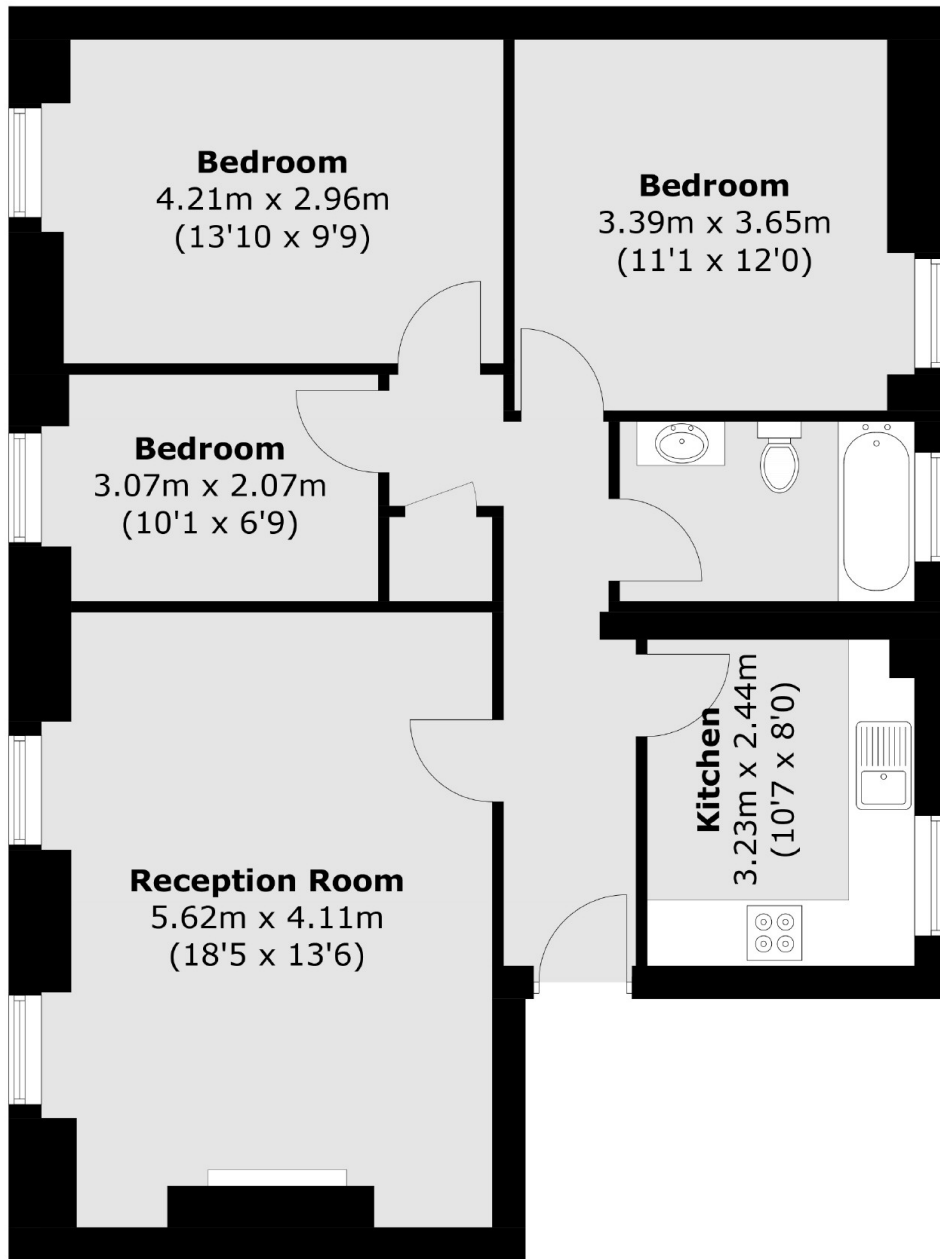 Bedroom
4.21m x 2.96m
(13'10 x 9'9)
Bedroom
3.39m x 3.65m
(11'1 x 12'0)
Bedroom
3.07m x 2.07m
(10'1 x 6'9)
Kitchen
3.23m x 2.44m
(10'7 x 8'0)
Reception Room
5.62m x 4.11m
(18'5 x 13'6)